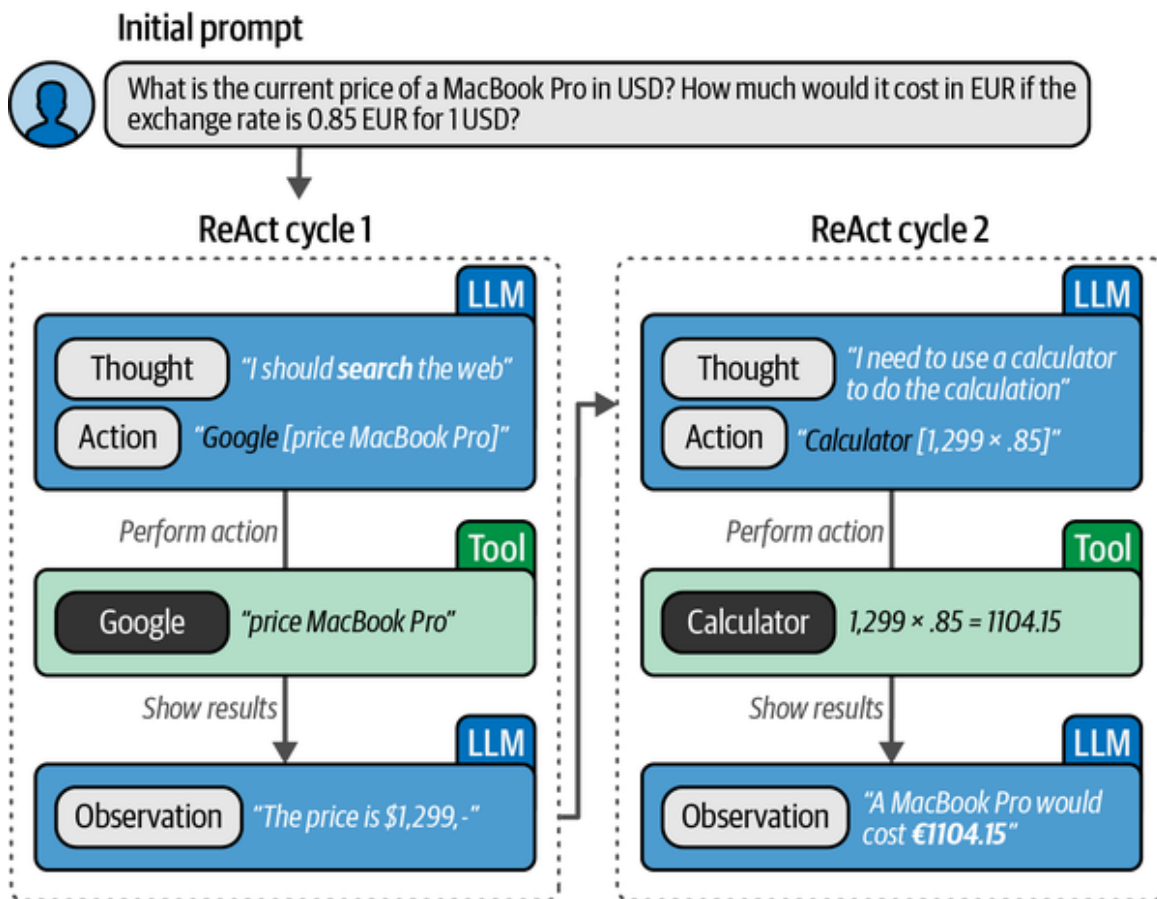 Initial prompt
What is the current price of a MacBook Pro in USD? How much would it cost in EUR if the
exchange rate is 0.85 EUR for 1 USD?
ReAct cycle 1
LLM
Thought "I should search the web"
Action "Google [price MacBook Pro]"
Perform action
Tool
Google "price MacBook Pro"
Show results
LLM
Observation "The price is $1,299,-"
ReAct cycle 2
LLM
Thought "I need to use a calculator
to do the calculation"
Action "Calculator [1,299 × .85]"
Perform action
Tool
Calculator 1,299 × .85 = 1104.15
Show results
LLM
Observation "A MacBook Pro would
cost €1104.15"